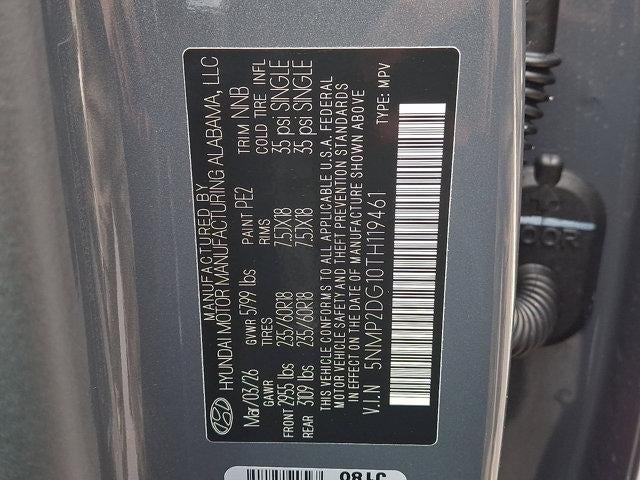 MANUFACTURED BY
HYUNDAI MOTOR MANUFACTURING ALABAMA, LLC
Mar/03/26 GVWR 5799 lbs PAINT PE2 TRIM NNB
GAWR TIRES RIMS COLD TIRE INFL
FRONT 2955 lbs 235/60R18 7.5JX18 35 psi SINGLE
REAR 3109 lbs 235/60R18 7.5JX18 35 psi SINGLE
THIS VEHICLE CONFORMS TO ALL APPLICABLE U.S.A. FEDERAL
MOTOR VEHICLE SAFETY AND THEFT PREVENTION STANDARDS
IN EFFECT ON THE DATE OF MANUFACTURE SHOWN ABOVE
V.I.N 5NMP2DG10TH119461 TYPE: MPV